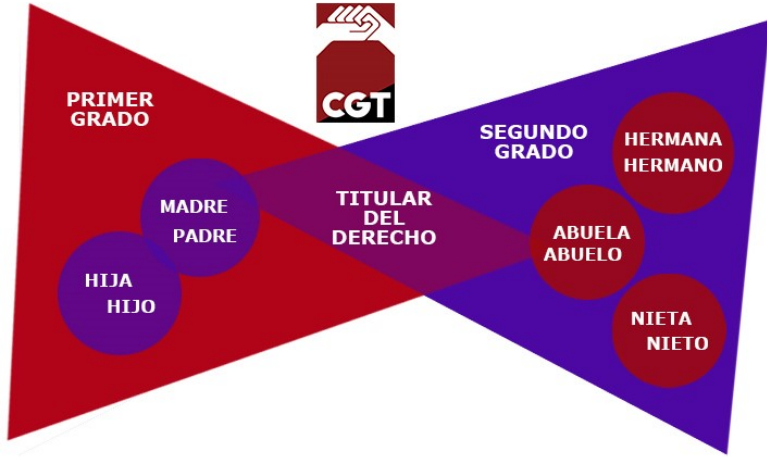 CGT
PRIMER
GRADO
MADRE
PADRE
HIJA
HIJO
TITULAR
DEL
DERECHO
SEGUNDO
GRADO
HERMANA
HERMANO
ABUELA
ABUELO
NIETA
NIETO